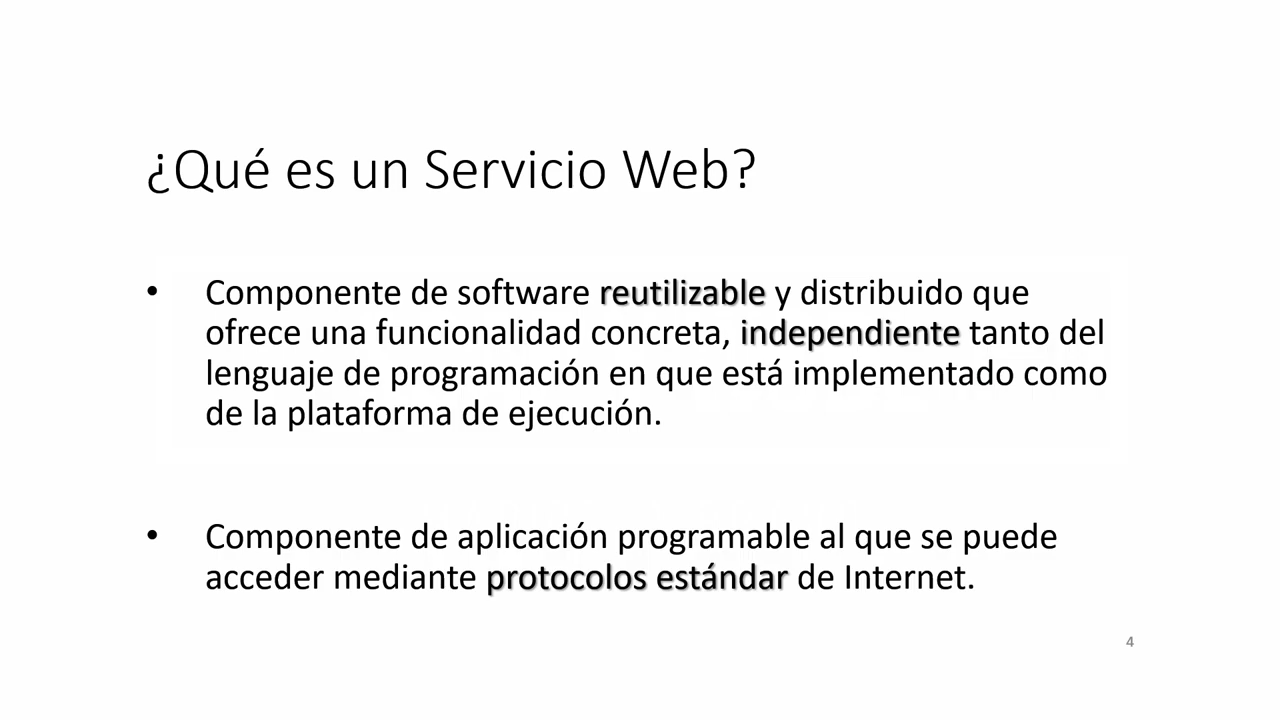 ¿Qué es un Servicio Web?
• Componente de software reutilizable y distribuido que
ofrece una funcionalidad concreta, independiente tanto del
lenguaje de programación en que está implementado como
de la plataforma de ejecución.
• Componente de aplicación programable al que se puede
acceder mediante protocolos estándar de Internet.
4